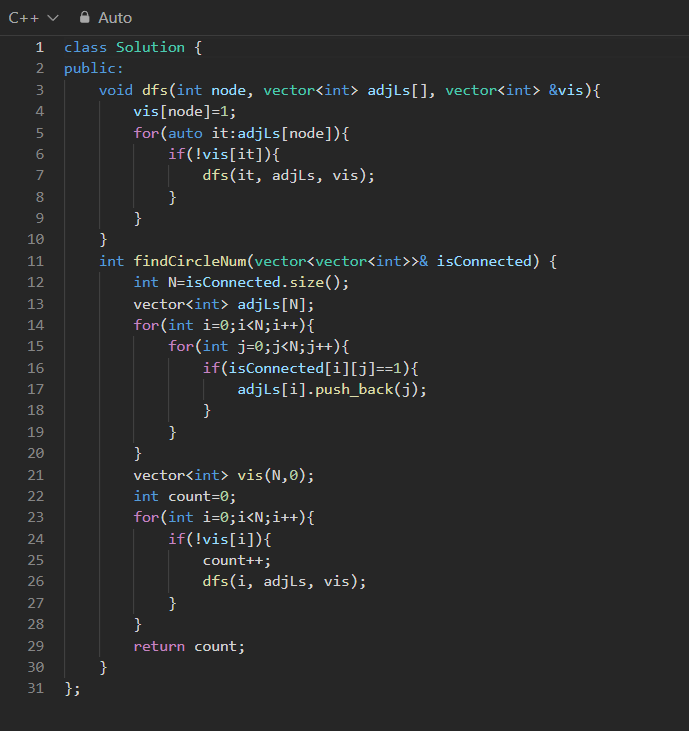 C++ Auto
1 class Solution {
2 public:
3     void dfs(int node, vector<int> adjLs[], vector<int> &vis){
4         vis[node]=1;
5         for(auto it:adjLs[node]){
6             if(!vis[it]){
7                 dfs(it, adjLs, vis);
8             }
9         }
10     }
11     int findCircleNum(vector<vector<int>>& isConnected) {
12         int N=isConnected.size();
13         vector<int> adjLs[N];
14         for(int i=0;i<N;i++){
15             for(int j=0;j<N;j++){
16                 if(isConnected[i][j]==1){
17                     adjLs[i].push_back(j);
18                 }
19             }
20         }
21         vector<int> vis(N,0);
22         int count=0;
23         for(int i=0;i<N;i++){
24             if(!vis[i]){
25                 count++;
26                 dfs(i, adjLs, vis);
27             }
28         }
29         return count;
30     }
31 };